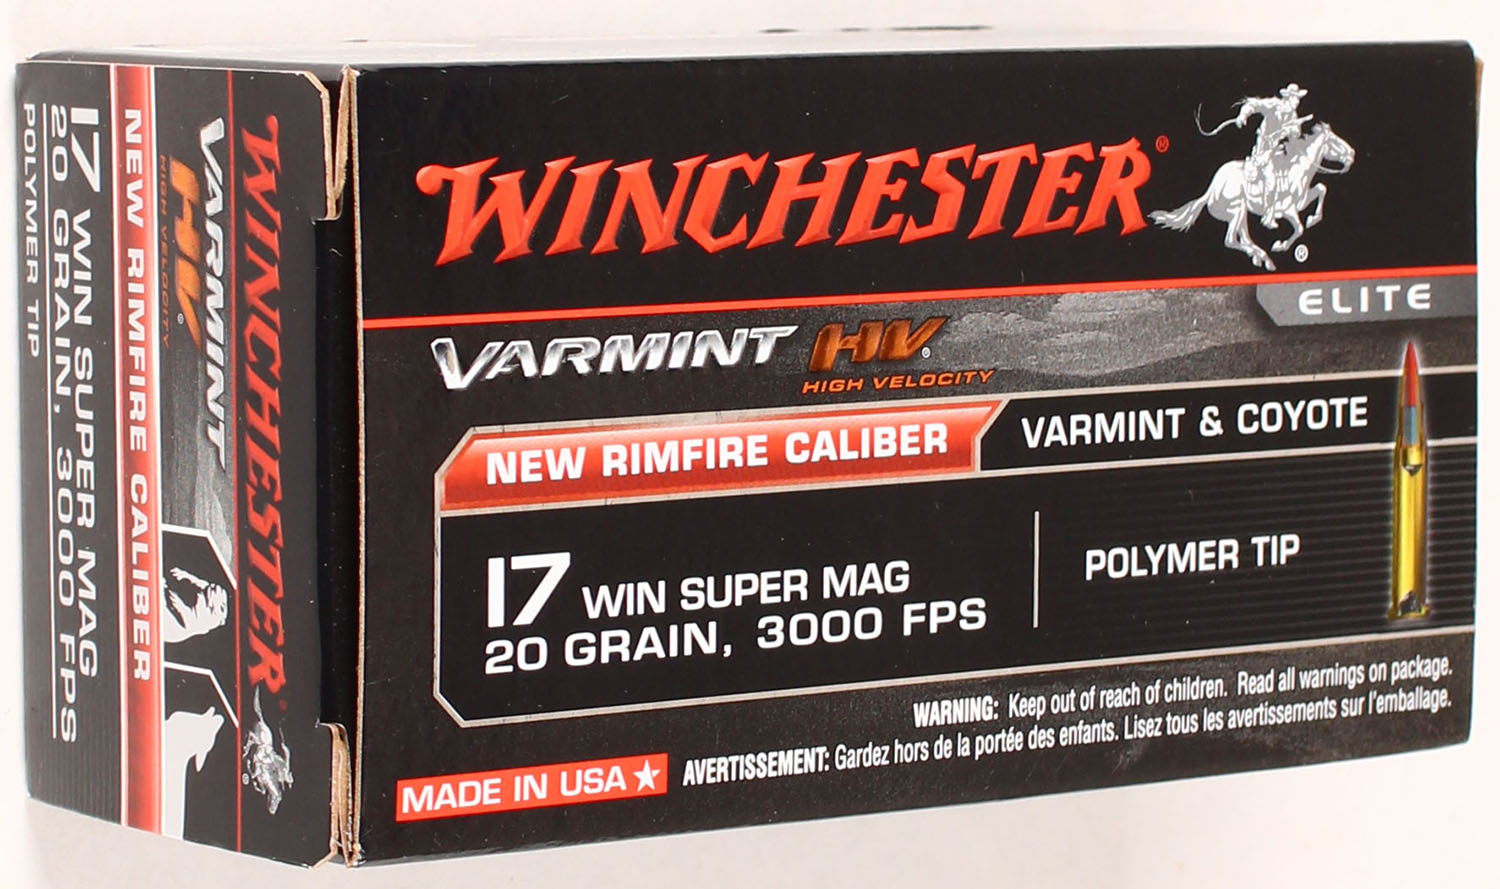 WINCHESTER®
®
ELITE
VARMINT HV®
HIGH VELOCITY
NEW RIMFIRE CALIBER
VARMINT & COYOTE
17 WIN SUPER MAG
20 GRAIN, 3000 FPS
POLYMER TIP
WARNING: Keep out of reach of children. Read all warnings on package.
AVERTISSEMENT: Gardez hors de la portée des enfants. Lisez tous les avertissements sur l'emballage.
MADE IN USA
WINCHESTER®
®
VARMINT
HV®
HIGH VELOCITY
NEW RIMFIRE CALIBER
17 WIN SUPER MAG
20 GRAIN, 3000 FPS
POLYMER TIP